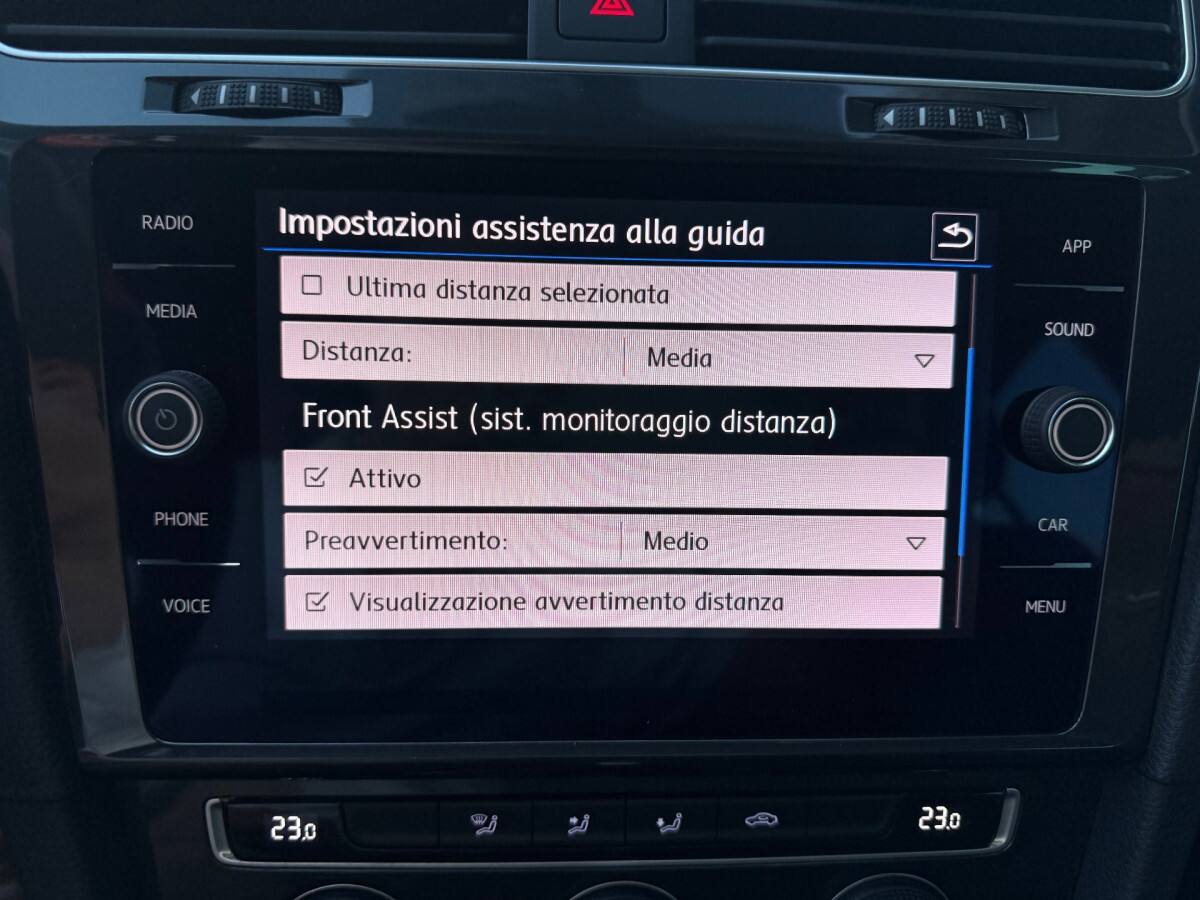 RADIO
MEDIA
PHONE
VOICE
Impostazioni assistenza alla guida
Ultima distanza selezionata
Distanza: Media
Front Assist (sist. monitoraggio distanza)
Attivo
Preavvertimento: Medio
Visualizzazione avvertimento distanza
APP
SOUND
CAR
MENU
23.0
23.0